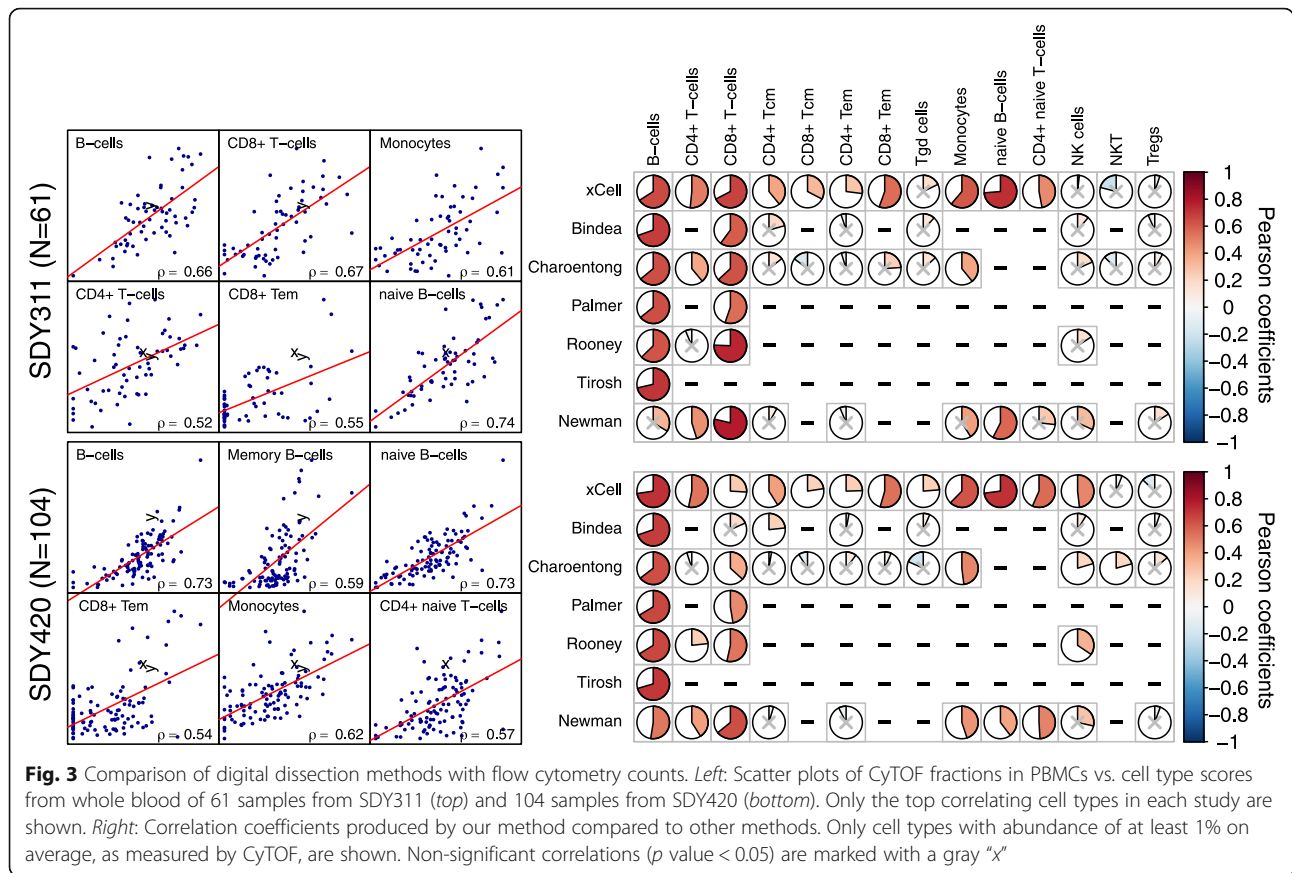 SDY311 (N=61)
B−cells
ρ = 0.66
y
CD8+ T−cells
ρ = 0.67
y
Monocytes
ρ = 0.61
CD4+ T−cells
ρ = 0.52
x
y
CD8+ Tem
ρ = 0.55
x
y
naive B−cells
ρ = 0.74
x
SDY420 (N=104)
B−cells
ρ = 0.73
y
Memory B−cells
ρ = 0.59
y
naive B−cells
ρ = 0.73
CD8+ Tem
ρ = 0.54
x
y
Monocytes
ρ = 0.62
x
y
CD4+ naive T−cells
ρ = 0.57
x
B−cells
CD4+ T−cells
CD8+ T−cells
CD4+ Tcm
CD8+ Tcm
CD4+ Tem
CD8+ Tem
Tgd cells
Monocytes
naive B−cells
CD4+ naive T−cells
NK cells
NKT
Tregs
xCell
Bindea
Charoentong
Palmer
Rooney
Tirosh
Newman
1
0.8
0.6
0.4
0.2
0
−0.2
−0.4
−0.6
−0.8
−1
Pearson coefficients
xCell
Bindea
Charoentong
Palmer
Rooney
Tirosh
Newman
1
0.8
0.6
0.4
0.2
0
−0.2
−0.4
−0.6
−0.8
−1
Pearson coefficients
Fig. 3 Comparison of digital dissection methods with flow cytometry counts. Left: Scatter plots of CyTOF fractions in PBMCs vs. cell type scores
from whole blood of 61 samples from SDY311 (top) and 104 samples from SDY420 (bottom). Only the top correlating cell types in each study are
shown. Right: Correlation coefficients produced by our method compared to other methods. Only cell types with abundance of at least 1% on
average, as measured by CyTOF, are shown. Non-significant correlations (p value < 0.05) are marked with a gray “x”